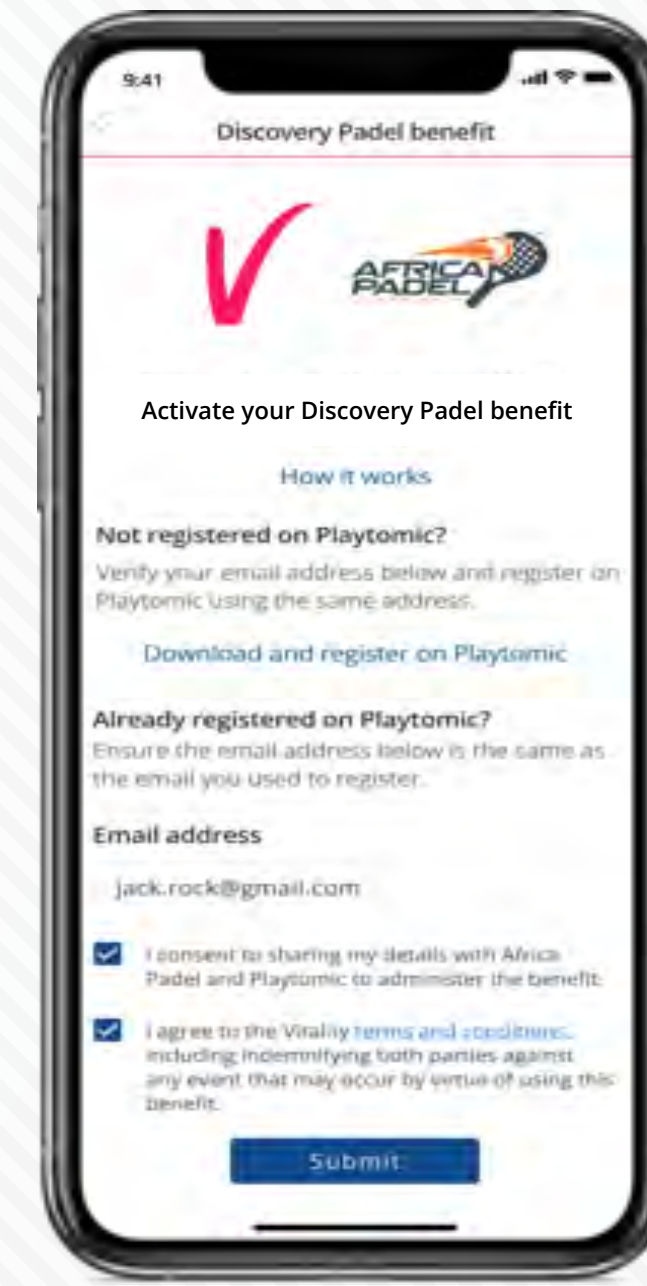 9:41
Discovery Padel benefit
AFRICA
PADEL
Activate your Discovery Padel benefit
How it works
Not registered on Playtomic?
Verify your email address below and register on
Playtomic using the same address.
Download and register on Playtomic
Already registered on Playtomic?
Ensure the email address below is the same as
the email you used to register.
Email address
jack.rock@gmail.com
I consent to sharing my details with Africa
Padel and Playtomic to administer the benefit.
I agree to the Vitality terms and conditions,
including indemnifying both parties against
any event that may occur by virtue of using this
benefit.
Submit